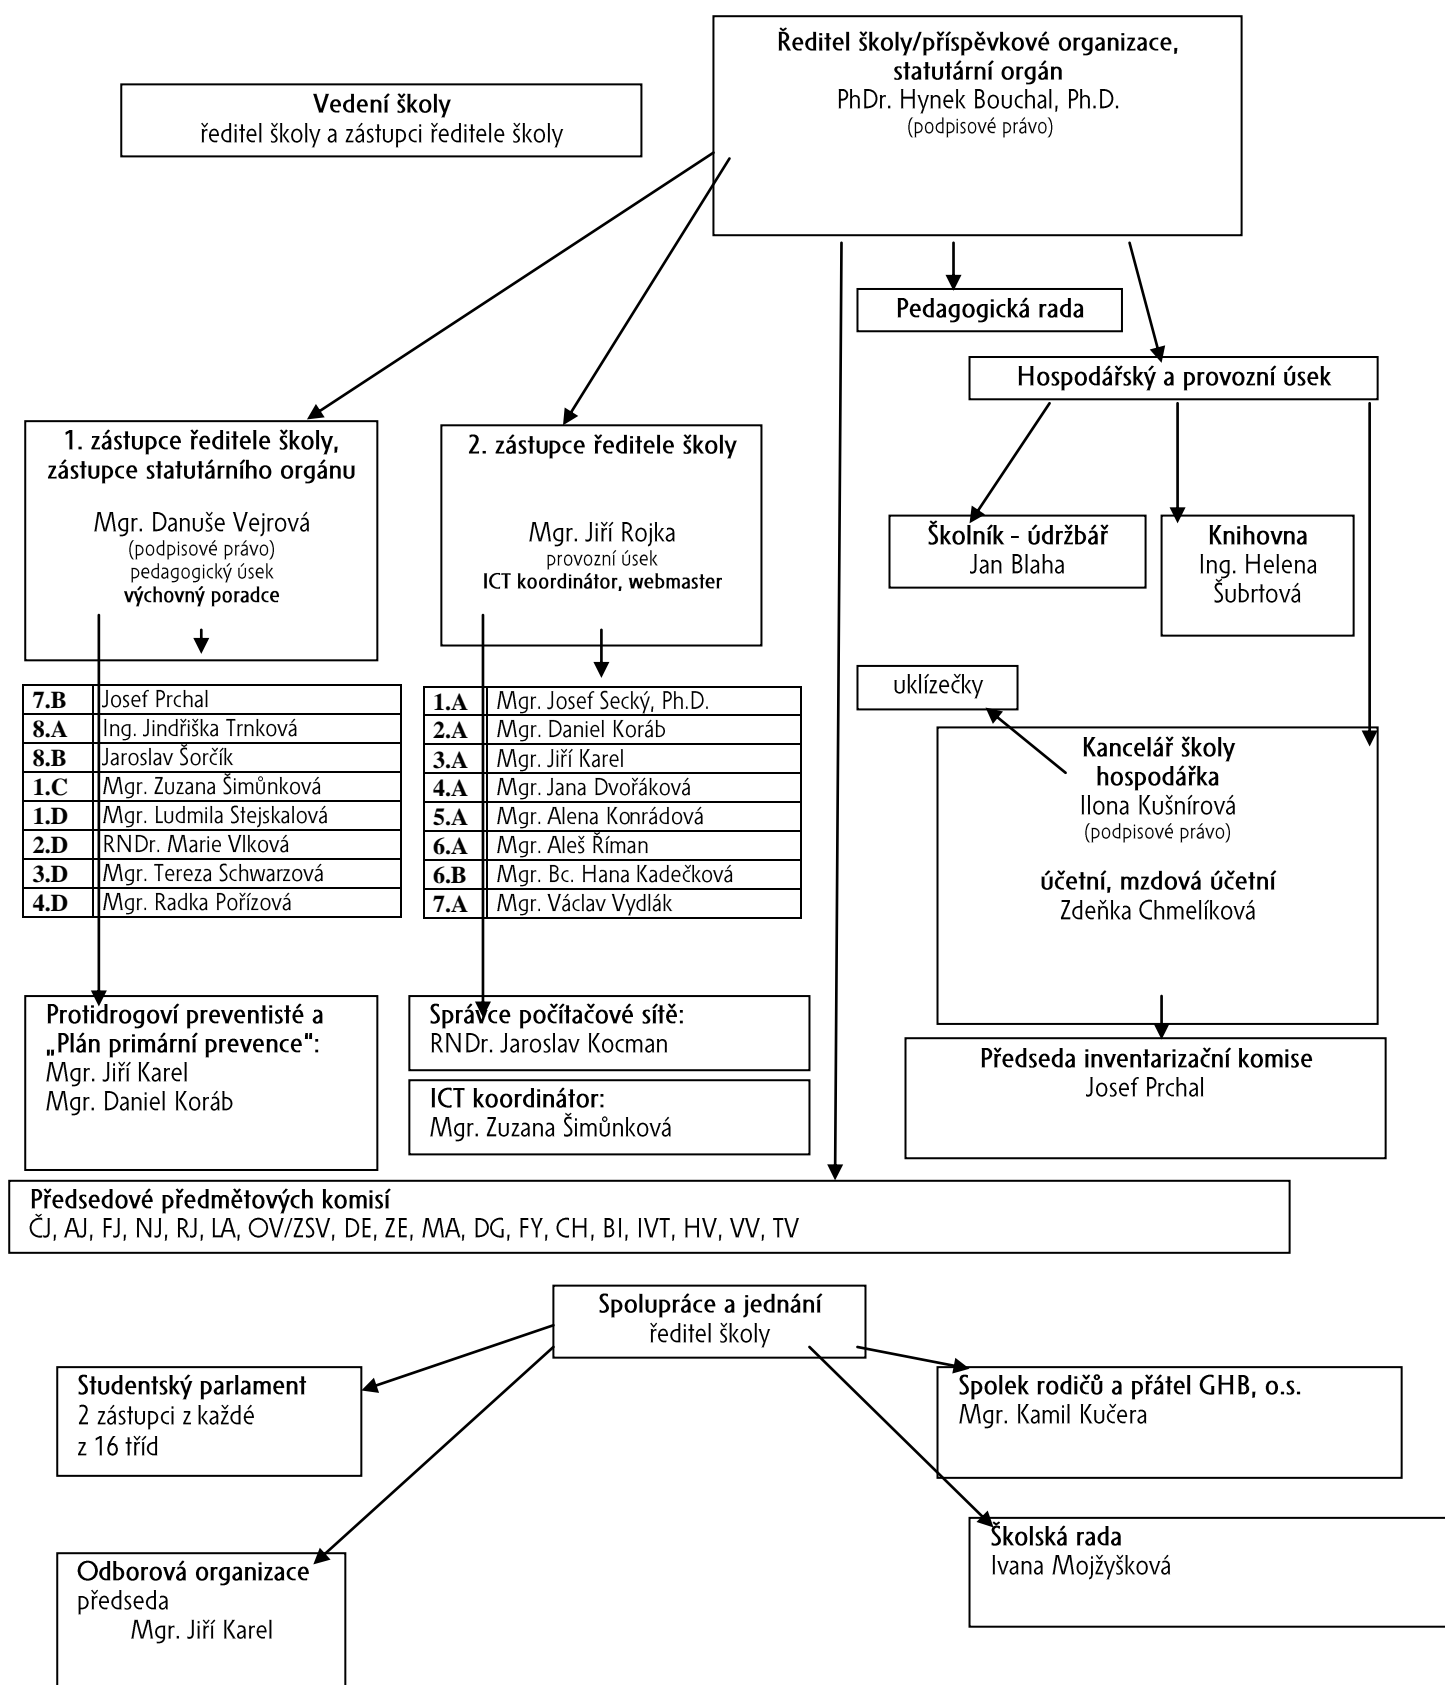 Ředitel školy/příspěvkové organizace,
statutární orgán
PhDr. Hynek Bouchal, Ph.D.
(podpisové právo)
Vedení školy
ředitel školy a zástupci ředitele školy
Pedagogická rada
Hospodářský a provozní úsek
1. zástupce ředitele školy,
zástupce statutárního orgánu
Mgr. Danuše Vejrová
(podpisové právo)
pedagogický úsek
výchovný poradce
2. zástupce ředitele školy
Mgr. Jiří Rojka
provozní úsek
ICT koordinátor, webmaster
Školník - údržbář
Jan Blaha
Knihovna
Ing. Helena
Šubrtová
uklízečky
7.B Josef Prchal
8.A Ing. Jindřiška Trnková
8.B Jaroslav Šorčík
1.C Mgr. Zuzana Šimůnková
1.D Mgr. Ludmila Stejskalová
2.D RNDr. Marie Vlková
3.D Mgr. Tereza Schwarzová
4.D Mgr. Radka Pořízová
1.A Mgr. Josef Secký, Ph.D.
2.A Mgr. Daniel Koráb
3.A Mgr. Jiří Karel
4.A Mgr. Jana Dvořáková
5.A Mgr. Alena Konrádová
6.A Mgr. Aleš Říman
6.B Mgr. Bc. Hana Kadečková
7.A Mgr. Václav Vydlák
Kancelář školy
hospodářka
Ilona Kušnírová
(podpisové právo)
účetní, mzdová účetní
Zdeňka Chmelíková
Protidrogoví preventisté a
„Plán primární prevence“:
Mgr. Jiří Karel
Mgr. Daniel Koráb
Správce počítačové sítě:
RNDr. Jaroslav Kocman
ICT koordinátor:
Mgr. Zuzana Šimůnková
Předseda inventarizační komise
Josef Prchal
Předsedové předmětových komisí
ČJ, AJ, FJ, NJ, RJ, LA, OV/ZSV, DE, ZE, MA, DG, FY, CH, BI, IVT, HV, VV, TV
Spolupráce a jednání
ředitel školy
Studentský parlament
2 zástupci z každé
z 16 tříd
Spolek rodičů a přátel GHB, o.s.
Mgr. Kamil Kučera
Školská rada
Ivana Mojžyšková
Odborová organizace
předseda
Mgr. Jiří Karel